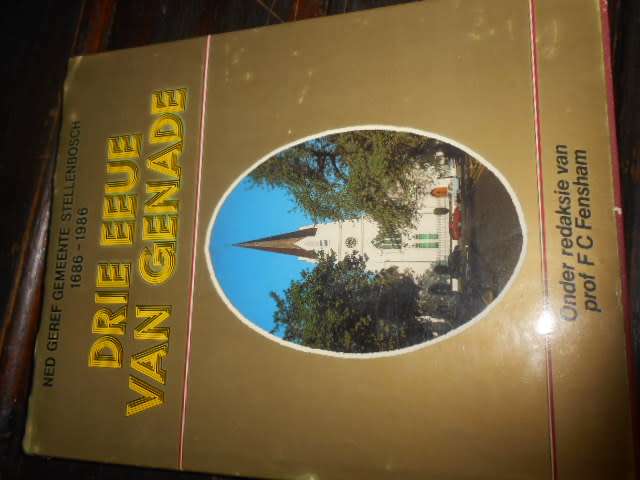 NED GEREF GEMEENTE STELLENBOSCH
1686-1986
DRIE EEUE
VAN GENADE
Onder redaksie van
prof F C Fensham